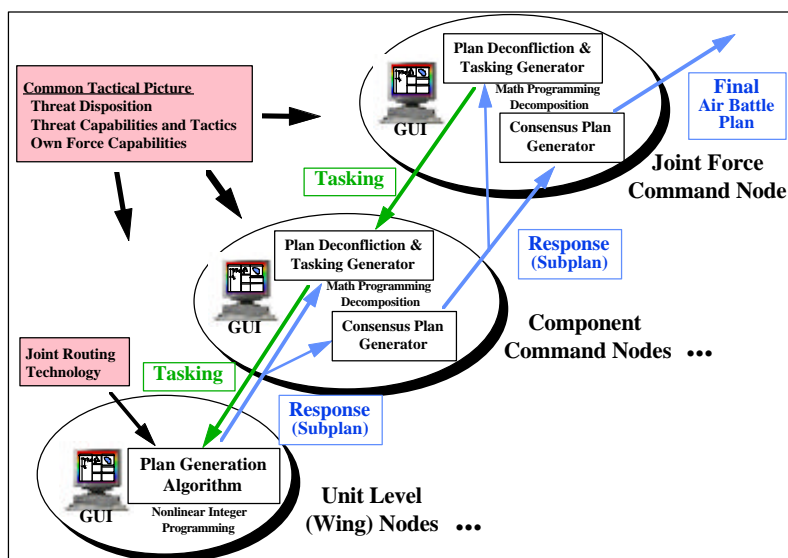 Plan Deconfliction &
Tasking Generator
Math Programming
Decomposition
GUI
Consensus Plan
Generator
Final
Air Battle
Plan
Joint Force
Command Node
Common Tactical Picture
Threat Disposition
Threat Capabilities and Tactics
Own Force Capabilities
Tasking
Plan Deconfliction &
Tasking Generator
Math Programming
Decomposition
GUI
Consensus Plan
Generator
Response
(Subplan)
Component
Command Nodes ...
Joint Routing
Technology
Tasking
Response
(Subplan)
Plan Generation
Algorithm
GUI
Nonlinear Integer
Programming
Unit Level
(Wing) Nodes ...